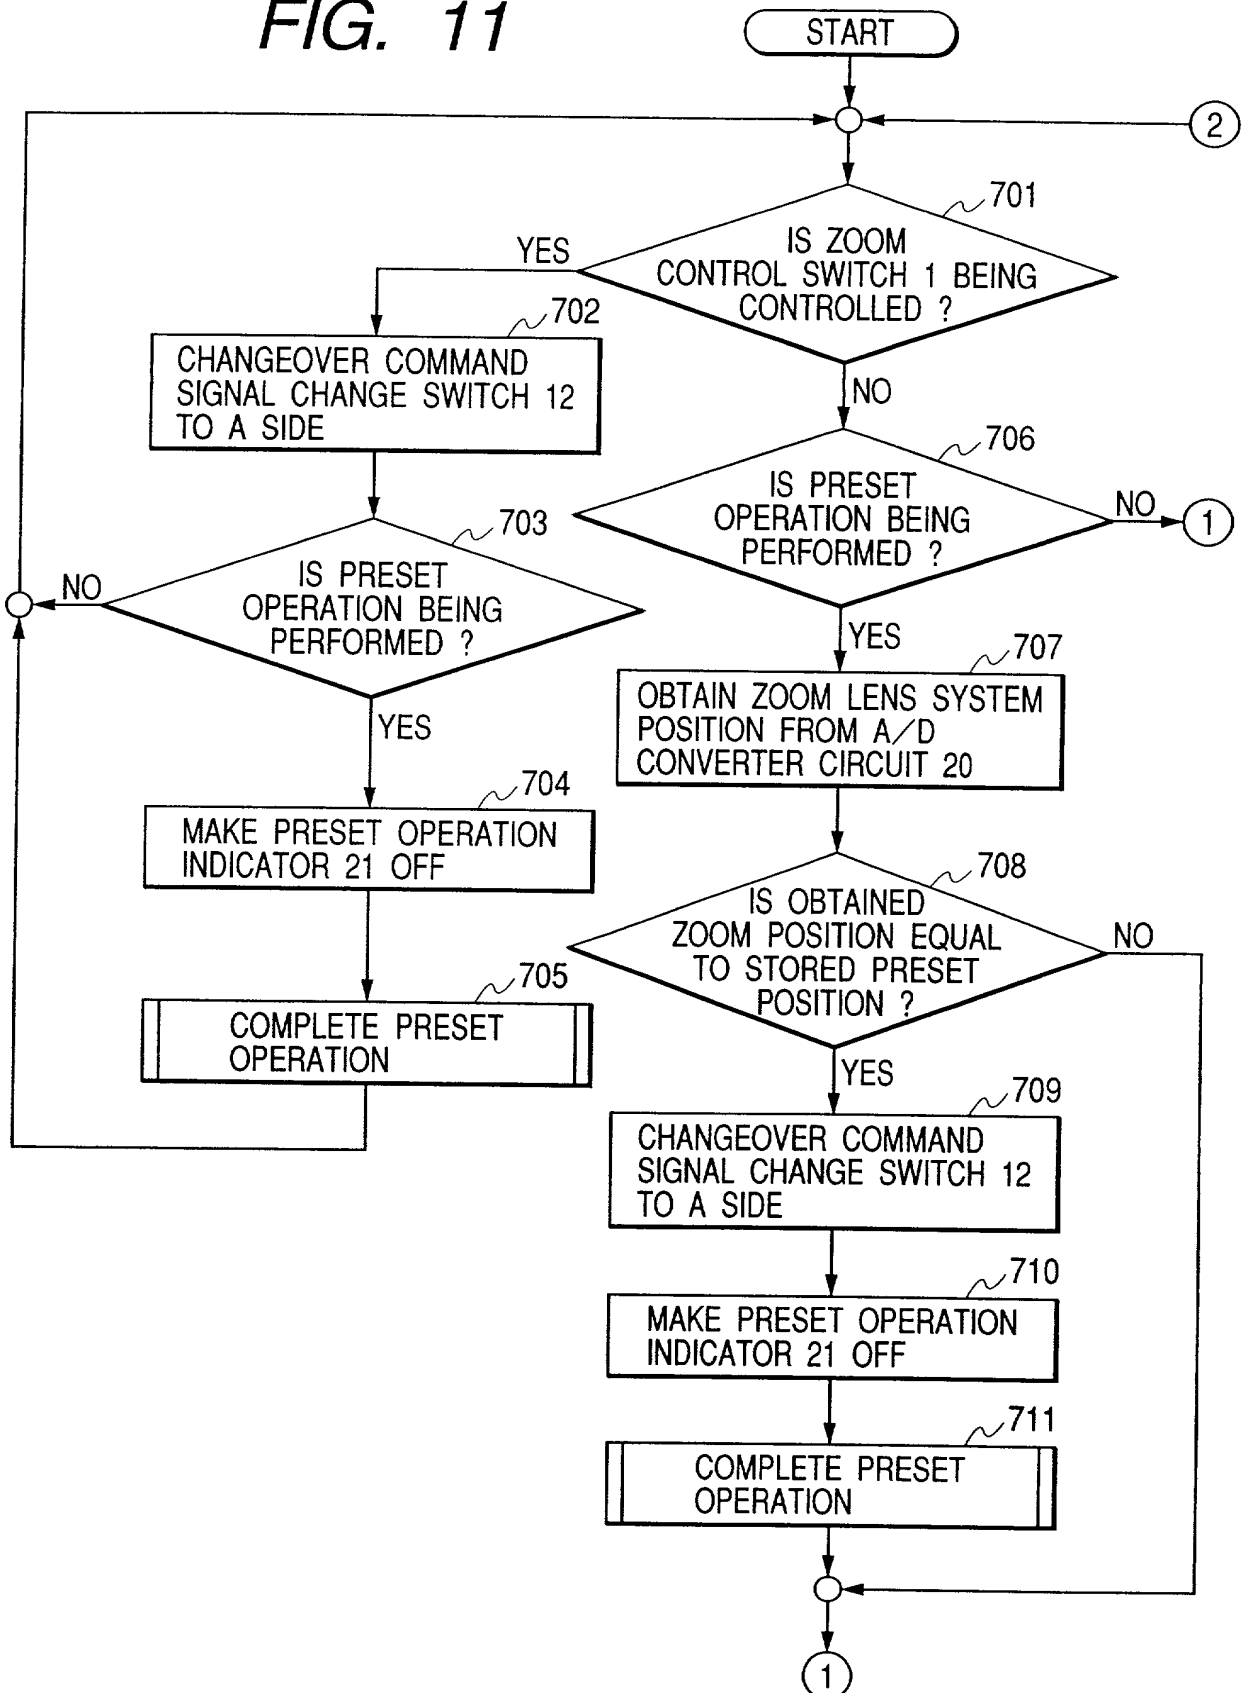 FIG. 11
START
2
701
IS ZOOM
CONTROL SWITCH 1 BEING
CONTROLLED ?
YES
NO
702
CHANGEOVER COMMAND
SIGNAL CHANGE SWITCH 12
TO A SIDE
703
IS PRESET
OPERATION BEING
PERFORMED ?
NO
YES
704
MAKE PRESET OPERATION
INDICATOR 21 OFF
705
COMPLETE PRESET
OPERATION
706
IS PRESET
OPERATION BEING
PERFORMED ?
NO
1
YES
707
OBTAIN ZOOM LENS SYSTEM
POSITION FROM A/D
CONVERTER CIRCUIT 20
708
IS OBTAINED
ZOOM POSITION EQUAL
TO STORED PRESET
POSITION ?
NO
YES
709
CHANGEOVER COMMAND
SIGNAL CHANGE SWITCH 12
TO A SIDE
710
MAKE PRESET OPERATION
INDICATOR 21 OFF
711
COMPLETE PRESET
OPERATION
1